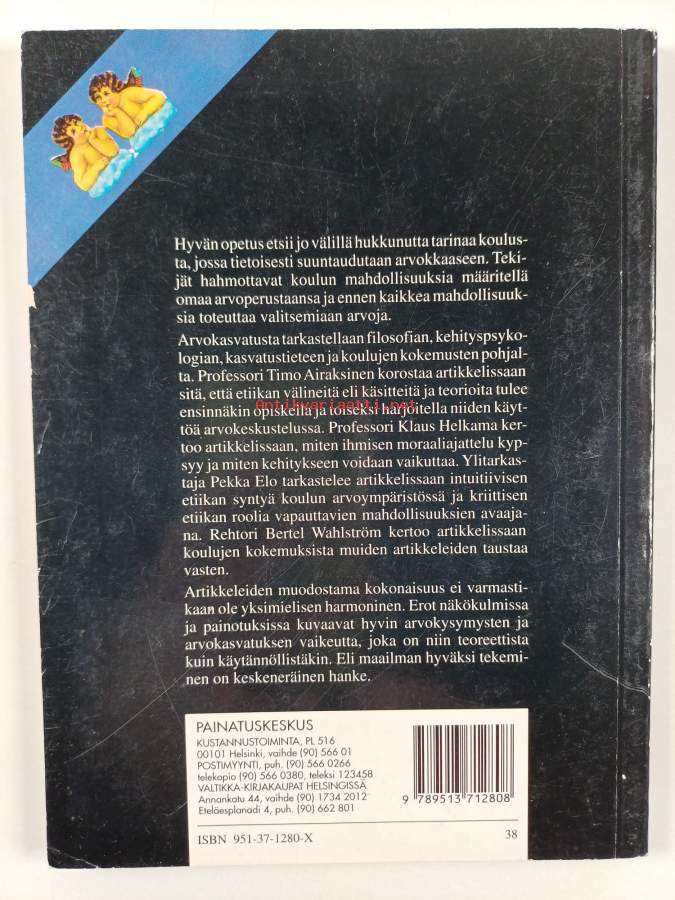 Hyvän opetus etsii jo välillä hukkunutta tarinaa koulus-
ta, jossa tietoisesti suuntaudutaan arvokkaaseen. Teki-
jät hahmottavat koulun mahdollisuuksia määritellä
omaa arvoperustaansa ja ennen kaikkea mahdollisuuk-
sia toteuttaa valitsemiaan arvoja.
Arvokasvatusta tarkastellaan filosofian, kehityspsyko-
logian, kasvatustieteen ja koulujen kokemusten pohjal-
ta. Professori Timo Airaksinen korostaa artikkelissaan
sitä, että etiikan välineitä eli käsitteitä ja teorioita tulee
ensinnäkin opiskella ja toiseksi harjoitella niiden käyt-
töä arvokeskustelussa. Professori Klaus Helkama ker-
too artikkelissaan, miten ihmisen moraaliajattelu kyp-
syy ja miten kehitykseen voidaan vaikuttaa. Ylitarkas-
taja Pekka Elo tarkastelee artikkelissaan intuitiivisen
etiikan syntyä koulun arvoympäristössä ja kriittisen
etiikan roolia vapauttavien mahdollisuuksien avaaja-
na. Rehtori Bertel Wahlström kertoo artikkelissaan
koulujen kokemuksista muiden artikkeleiden taustaa
vasten.
Artikkeleiden muodostama kokonaisuus ei varmasti-
kaan ole yksimielisen harmoninen. Erot näkökulmissa
ja painotuksissa kuvaavat hyvin arvokysymysten ja
arvokasvatuksen vaikeutta, joka on niin teoreettista
kuin käytännöllistäkin. Eli maailman hyväksi tekemi-
nen on keskeneräinen hanke.
Antikvariaatti.net
PAINATUSKESKUS
KUSTANNUSTOIMINTA, PL 516
00101 Helsinki, vaihde (90) 566 01
POSTIMYYNTI, puh. (90) 566 0266
telekopio (90) 566 0380, teleksi 123458
VALTIKKA-KIRJAKAUPAT HELSINGISSÄ
Annankatu 44, vaihde (90) 1734 2012
Eteläesplanadi 4, puh. (90) 662 801
9 789513 712808
ISBN 951-37-1280-X 38